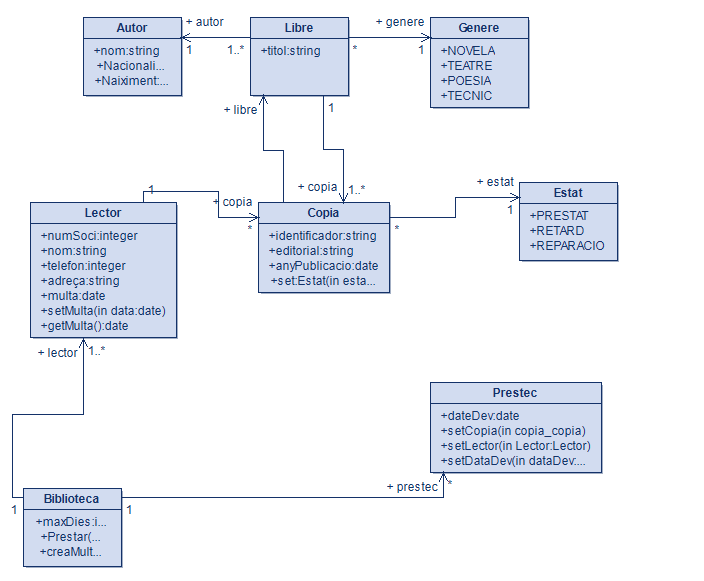 Autor
+nom:string
+Nacionali...
+Naiximent:...
+ autor
1
1..*
Libre
+titol:string
+ genere
*
1
Genere
+NOVELA
+TEATRE
+POESIA
+TECNIC
+ libre
1
+ copia
1..*
Lector
+numSoci:integer
+nom:string
+telefon:integer
+adreça:string
+multa:date
+setMulta(in data:date)
+getMulta():date
1
+ copia
*
Copia
+identificador:string
+editorial:string
+anyPublicacio:date
+set:Estat(in esta...
*
+ estat
1
Estat
+PRESTAT
+RETARD
+REPARACIO
+ lector
1..*
Prestec
+dateDev:date
+setCopia(in copia_copia)
+setLector(in Lector:Lector)
+setDataDev(in dataDev:...
+ prestec
*
1
Biblioteca
+maxDies:i...
+Prestar(...
+creaMult...
1